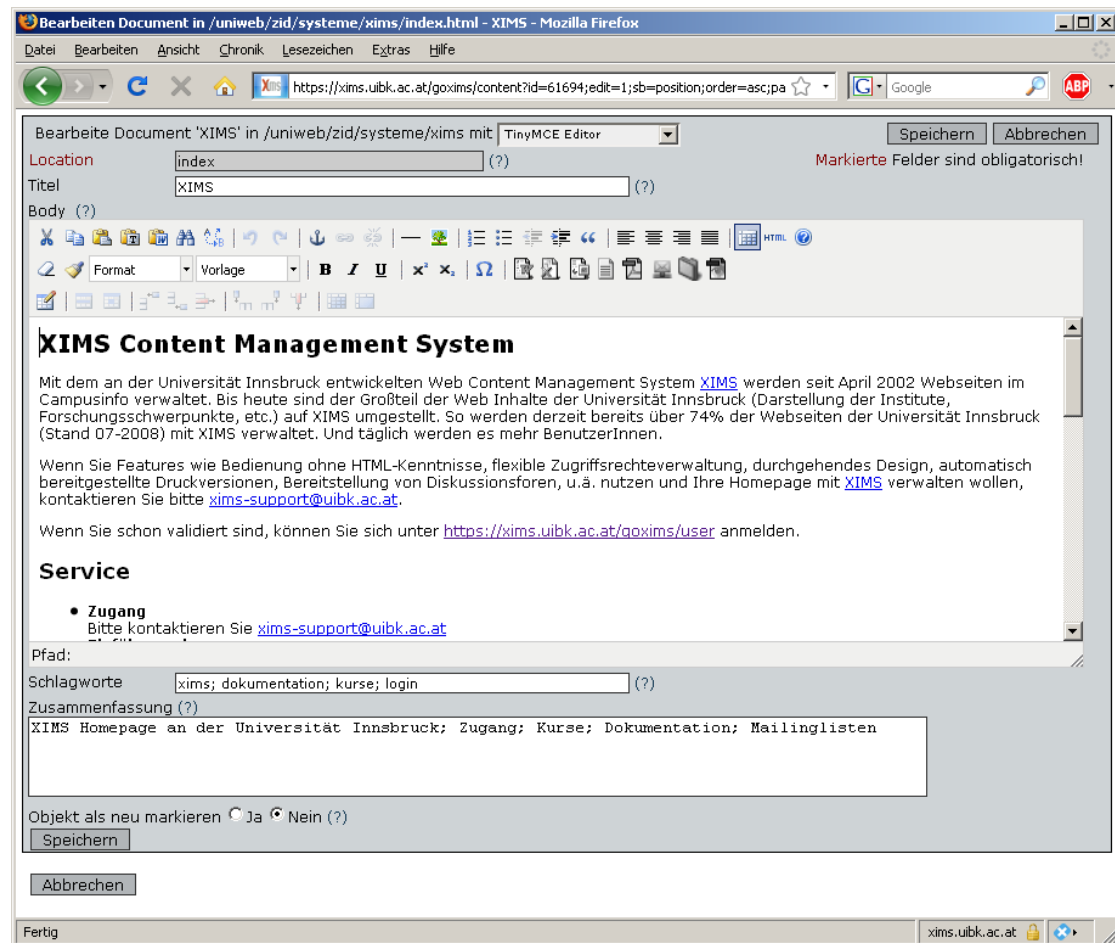 Bearbeiten Document in /uniweb/zid/systeme/xims/index.html - XIMS - Mozilla Firefox
Datei Bearbeiten Ansicht Chronik Lesezeichen Extras Hilfe
Xims https://xims.uibk.ac.at/goxims/content?id=61694;edit=1;sb=position;order=asc;pa G Google ABP
Bearbeite Document 'XIMS' in /uniweb/zid/systeme/xims mit TinyMCE Editor Speichern Abbrechen
Location index (?) Markierte Felder sind obligatorisch!
Titel XIMS (?)
Body (?)
HTML
Format Vorlage B I U x² x₂ Ω
XIMS Content Management System
Mit dem an der Universität Innsbruck entwickelten Web Content Management System XIMS werden seit April 2002 Webseiten im
Campusinfo verwaltet. Bis heute sind der Großteil der Web Inhalte der Universität Innsbruck (Darstellung der Institute,
Forschungsschwerpunkte, etc.) auf XIMS umgestellt. So werden derzeit bereits über 74% der Webseiten der Universität Innsbruck
(Stand 07-2008) mit XIMS verwaltet. Und täglich werden es mehr BenutzerInnen.
Wenn Sie Features wie Bedienung ohne HTML-Kenntnisse, flexible Zugriffsrechteverwaltung, durchgehendes Design, automatisch
bereitgestellte Druckversionen, Bereitstellung von Diskussionsforen, u.ä. nutzen und Ihre Homepage mit XIMS verwalten wollen,
kontaktieren Sie bitte xims-support@uibk.ac.at.
Wenn Sie schon validiert sind, können Sie sich unter https://xims.uibk.ac.at/goxims/user anmelden.
Service
• Zugang
Bitte kontaktieren Sie xims-support@uibk.ac.at
Pfad:
Schlagworte xims; dokumentation; kurse; login (?)
Zusammenfassung (?)
XIMS Homepage an der Universität Innsbruck; Zugang; Kurse; Dokumentation; Mailinglisten
Objekt als neu markieren Ja Nein (?)
Speichern
Abbrechen
Fertig xims.uibk.ac.at